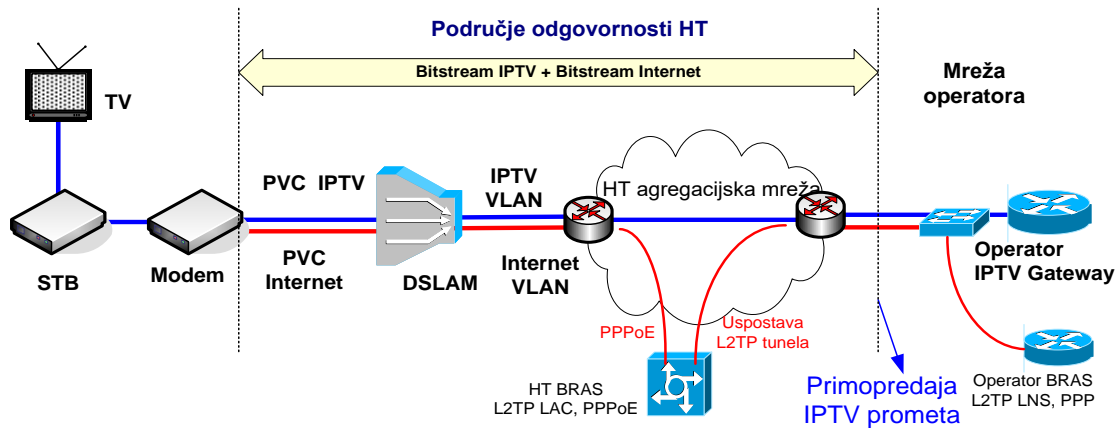 Područje odgovornosti HT
Bitstream IPTV + Bitstream Internet
Mreža
operatora
TV
PVC IPTV
IPTV
VLAN
HT agregacijska mreža
STB
Modem
PVC
Internet
DSLAM
Internet
VLAN
Operator
IPTV Gateway
PPPoE
Uspostava
L2TP tunela
HT BRAS
L2TP LAC, PPPoE
Primopredaja
IPTV prometa
Operator BRAS
L2TP LNS, PPP